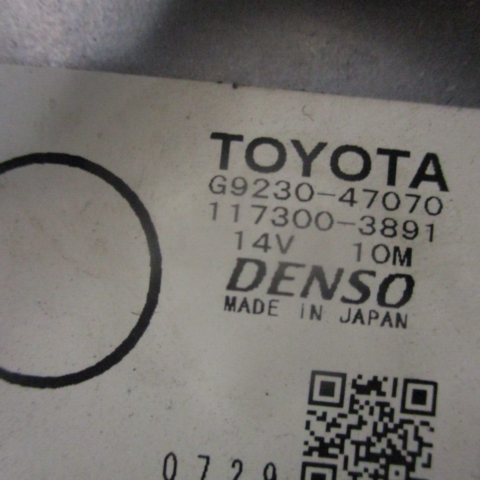 TOYOTA
G9230-47070
117300-3891
14V 10M
DENSO
MADE IN JAPAN
0729